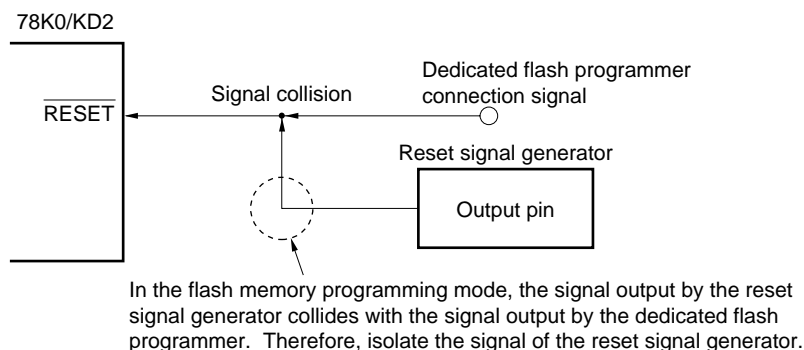 78K0/KD2
Dedicated flash programmer
connection signal
Signal collision
RESET
Reset signal generator
Output pin
In the flash memory programming mode, the signal output by the reset
signal generator collides with the signal output by the dedicated flash
programmer.  Therefore, isolate the signal of the reset signal generator.